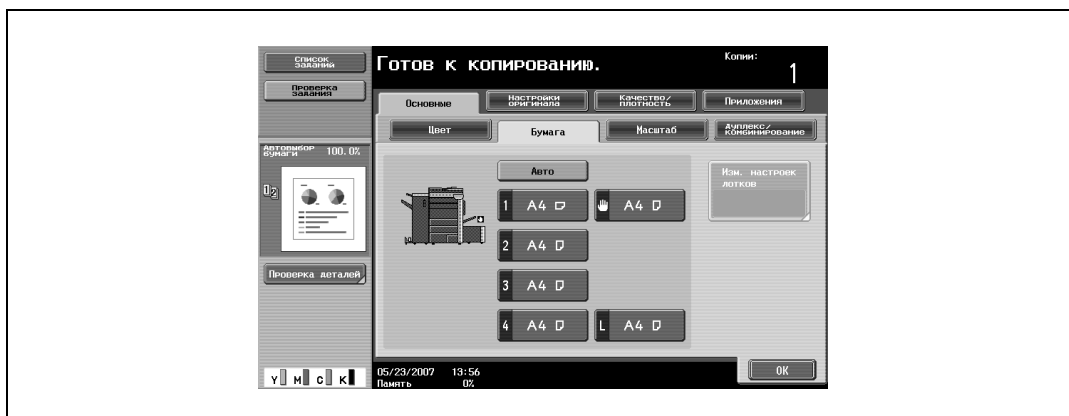 Список
заданий
Проверка
задания
Готов к копированию.
Копии:
1
Основные
Настройки
оригинала
Качество/
плотность
Приложения
Цвет
Бумага
Масштаб
Дуплекс/
комбинирование
Автовыбор
бумаги 100.0%
Авто
Изм. настроек
лотков
1 A4
A4
2 A4
3 A4
4 A4
L A4
Проверка деталей
Y M C K
05/23/2007 13:56
Память 0%
OK